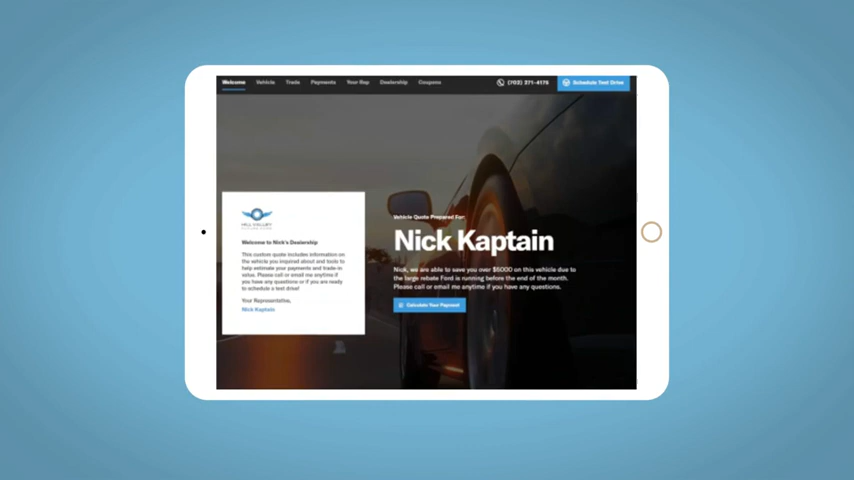 Welcome Vehicle Trade Payments Your Rep Dealership Coupons (702) 271-4175 Schedule Test Drive
HILL VALLEY
Welcome to Nick's Dealership
This custom quote includes information on
the vehicle you inquired about and tools to
help estimate your payments and trade-in
value. Please call or email me anytime if
you have any questions or if you are ready
to schedule a test drive!
Your Representative,
Nick Kaptain
Vehicle Quote Prepared For:
Nick Kaptain
Nick, we are able to save you over $6000 on this vehicle due to
the large rebate Ford is running before the end of the month.
Please call or email me anytime if you have any questions.
Calculate Your Payment